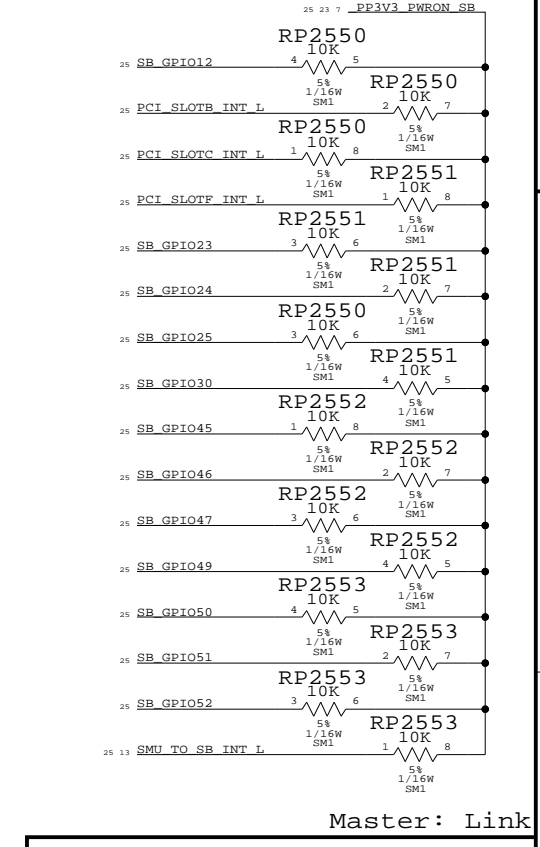 25 23 7 PP3V3_PWRON_SB
RP2550
10K
25 SB_GPIO12 4 5
5%
1/16W
SM1
RP2550
10K
25 PCI_SLOTB_INT_L 2 7
5%
1/16W
SM1
RP2550
10K
25 PCI_SLOTC_INT_L 1 8
5%
1/16W
SM1
RP2551
10K
25 PCI_SLOTF_INT_L 1 8
5%
1/16W
SM1
RP2551
10K
25 SB_GPIO23 3 6
5%
1/16W
SM1
RP2551
10K
25 SB_GPIO24 2 7
5%
1/16W
SM1
RP2550
10K
25 SB_GPIO25 3 6
5%
1/16W
SM1
RP2551
10K
25 SB_GPIO30 4 5
5%
1/16W
SM1
RP2552
10K
25 SB_GPIO45 1 8
5%
1/16W
SM1
RP2552
10K
25 SB_GPIO46 2 7
5%
1/16W
SM1
RP2552
10K
25 SB_GPIO47 3 6
5%
1/16W
SM1
RP2552
10K
25 SB_GPIO49 4 5
5%
1/16W
SM1
RP2553
10K
25 SB_GPIO50 4 5
5%
1/16W
SM1
RP2553
10K
25 SB_GPIO51 2 7
5%
1/16W
SM1
RP2553
10K
25 SB_GPIO52 3 6
5%
1/16W
SM1
RP2553
10K
25 13 SMU_TO_SB_INT_L 1 8
5%
1/16W
SM1
Master: Link